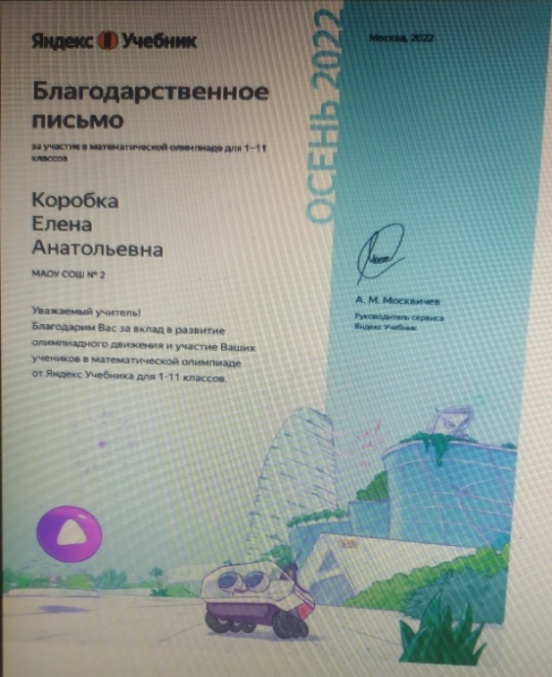 Яндекс Учебник
Москва, 2022
ОСЕНЬ 2022
Благодарственное
письмо
за участие в математической олимпиаде для 1–11
классов
Коробка
Елена
Анатольевна
МАОУ СОШ № 2
Уважаемый учитель!
Благодарим Вас за вклад в развитие
олимпиадного движения и участие Ваших
учеников в математической олимпиаде
от Яндекс Учебника для 1-11 классов.
А. М. Москвичев
Руководитель сервиса
Яндекс Учебник